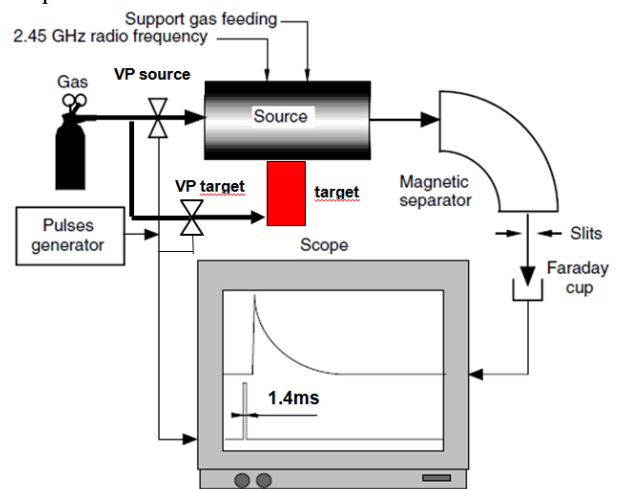 Support gas feeding
2.45 GHz radio frequency
Gas
VP source
Source
VP target
target
Magnetic
separator
Pulses
generator
Scope
Slits
Faraday
cup
1.4ms